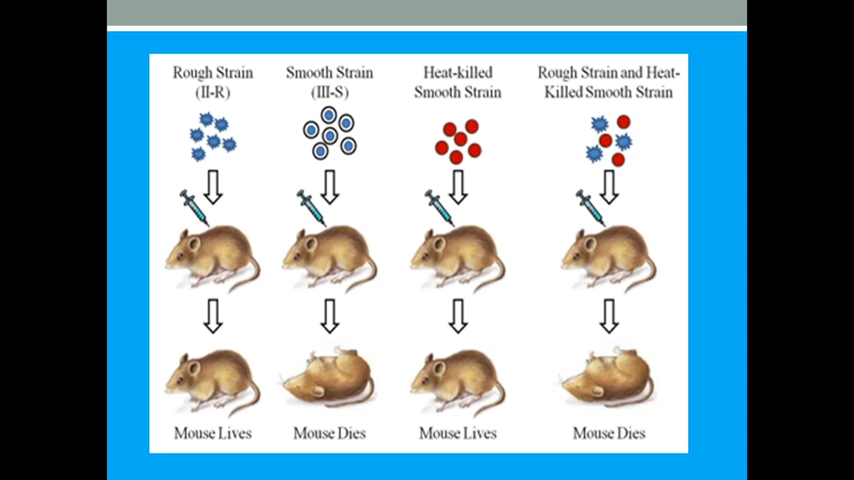 Rough Strain
(II-R)
Smooth Strain
(III-S)
Heat-killed
Smooth Strain
Rough Strain and Heat-
Killed Smooth Strain
Mouse Lives
Mouse Dies
Mouse Lives
Mouse Dies